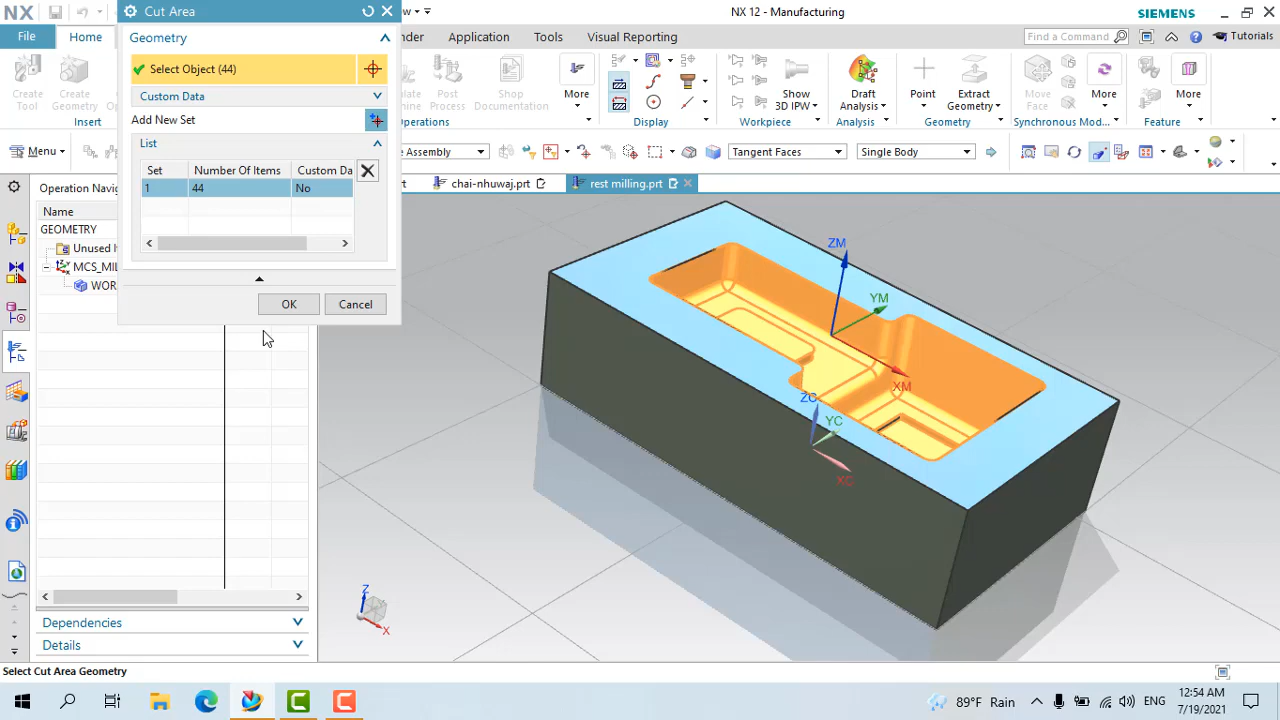 NX
Cut Area
NX 12 - Manufacturing
SIEMENS
File
Home
Application
Tools
Visual Reporting
Find a Command
Tutorials
Geometry
Select Object (44)
Custom Data
Add New Set
List
Set Number Of Items Custom Da
1 44 No
OK Cancel
Create Tool
Create Geometry
Insert
Post Process
Shop Documentation
More
Display
Show 3D IPW
Workpiece
Draft Analysis
Analysis
Point
Extract Geometry
Geometry
Move Face
More
Synchronous Mod...
More
Feature
Menu
Assembly
Tangent Faces
Single Body
chai-nhuwaj.prt
rest milling.prt
Name
GEOMETRY
Unused I
MCS_MIL
ZM
YM
XM
ZC
YC
XC
Z
X
Dependencies
Details
Select Cut Area Geometry
89°F Rain
ENG
12:54 AM
7/19/2021